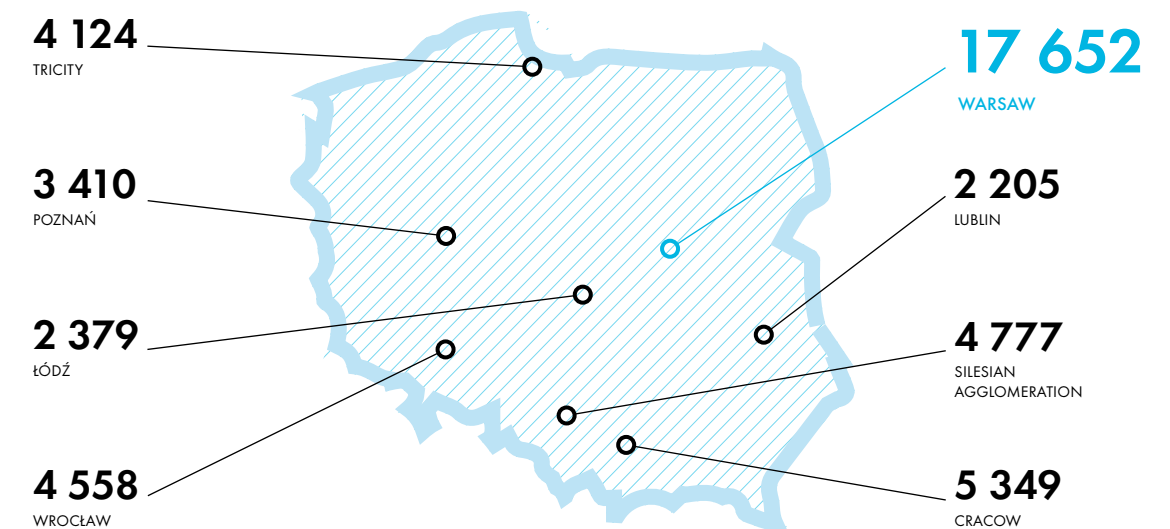 4 124
TRICITY
3 410
POZNAŃ
2 379
ŁÓDŹ
4 558
WROCŁAW
17 652
WARSAW
2 205
LUBLIN
4 777
SILESIAN
AGGLOMERATION
5 349
CRACOW